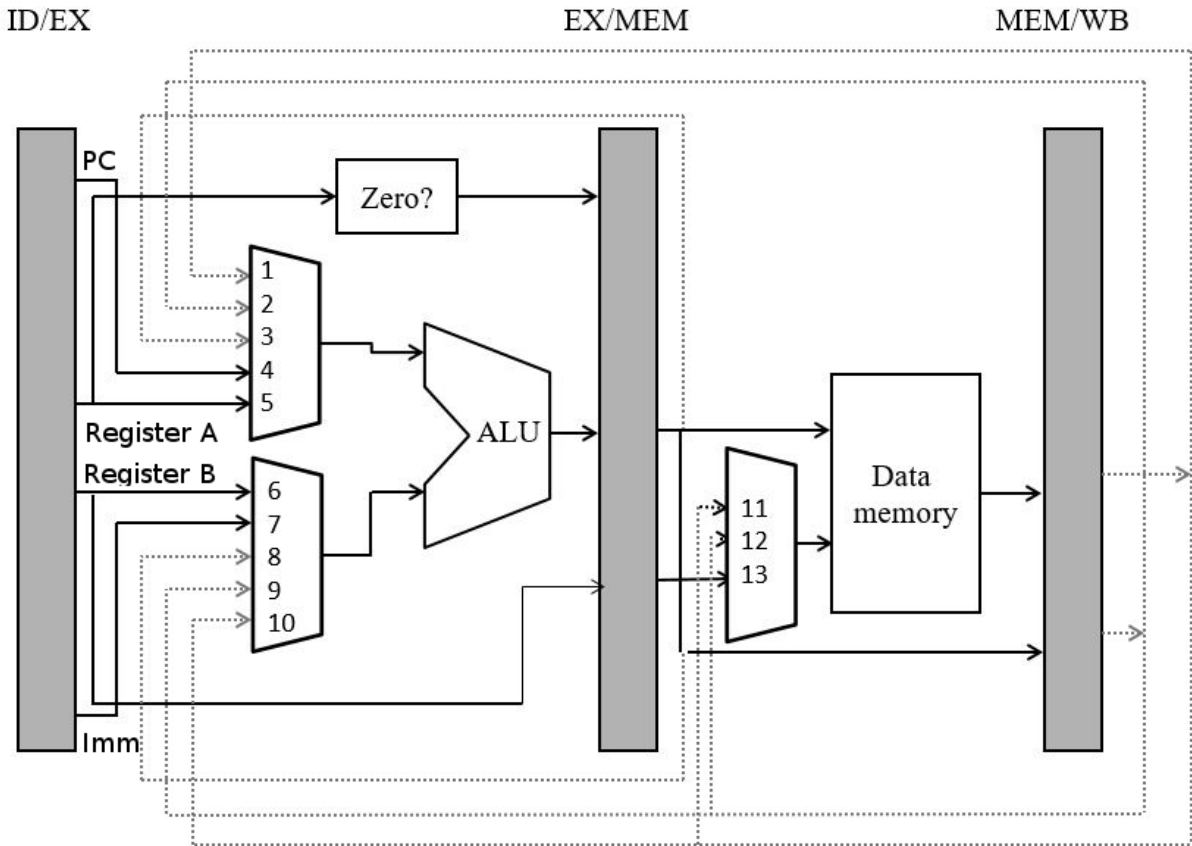 ID/EX EX/MEM MEM/WB
PC
Zero?
1
2
3
4
5
Register A
ALU
Register B
6
7
8
9
10
11
12
13
Data
memory
Imm